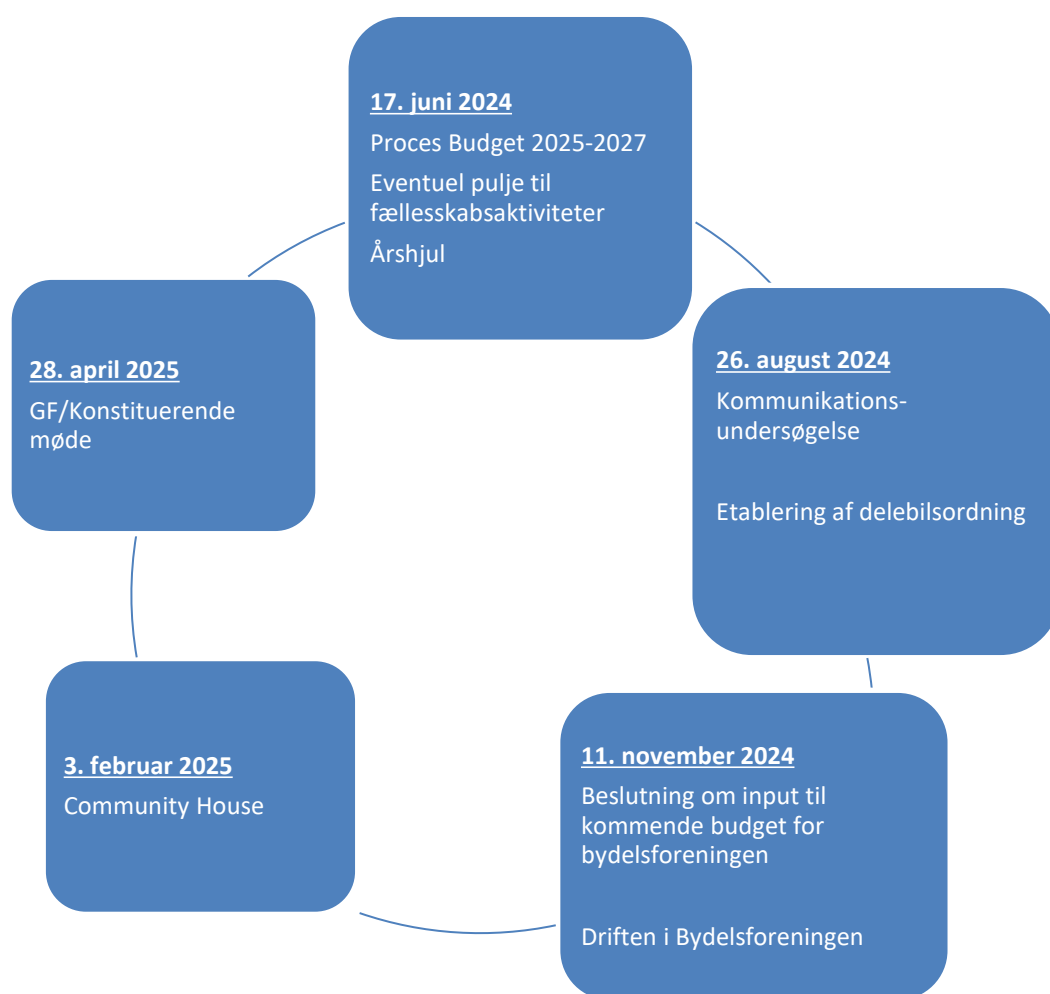 17. juni 2024
Proces Budget 2025-2027
Eventuel pulje til
fællesskabsaktiviteter
Årshjul
26. august 2024
Kommunikations-
undersøgelse
Etablering af delebilsordning
11. november 2024
Beslutning om input til
kommende budget for
bydelsforeningen
Driften i Bydelsforeningen
3. februar 2025
Community House
28. april 2025
GF/Konstituerende
møde